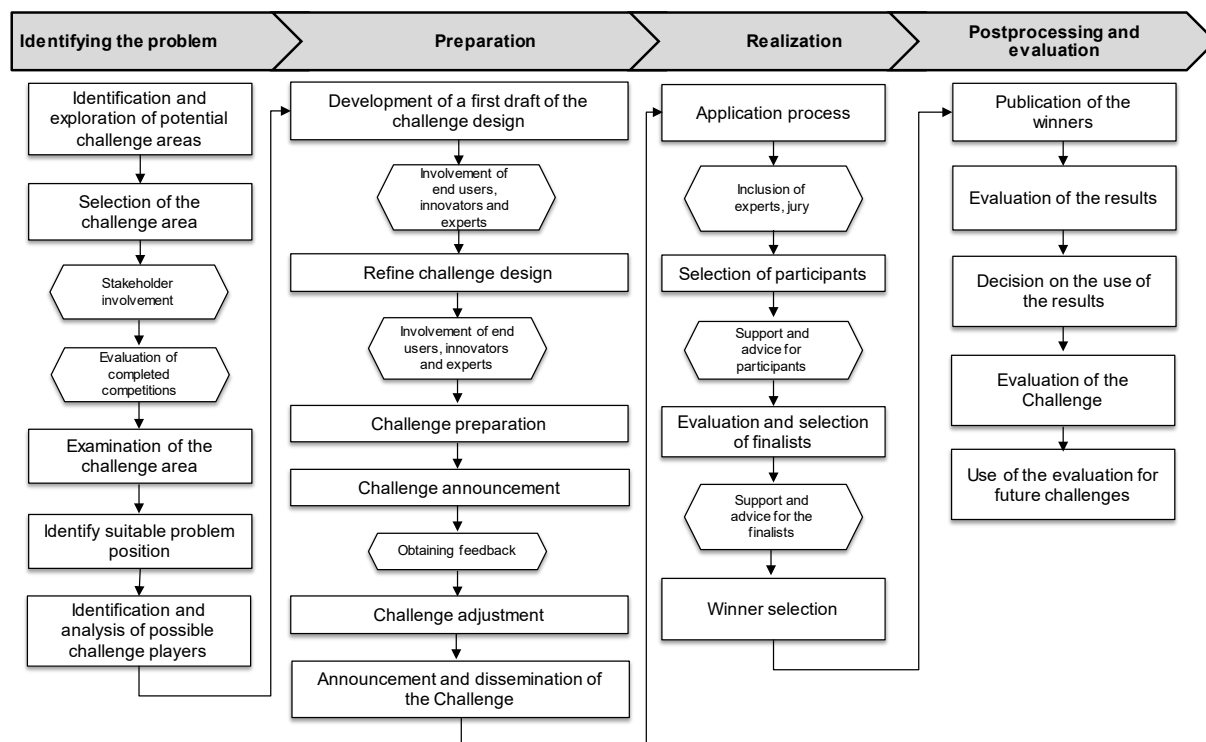 Identifying the problem
Preparation
Realization
Postprocessing and
evaluation
Identification and
exploration of potential
challenge areas
Selection of the
challenge area
Stakeholder
involvement
Evaluation of
completed
competitions
Examination of the
challenge area
Identify suitable problem
position
Identification and
analysis of possible
challenge players
Development of a first draft of the
challenge design
Involvement of
end users,
innovators and
experts
Refine challenge design
Involvement of end
users, innovators
and experts
Challenge preparation
Challenge announcement
Obtaining feedback
Challenge adjustment
Announcement and dissemination of
the Challenge
Application process
Inclusion of
experts, jury
Selection of participants
Support and
advice for
participants
Evaluation and selection
of finalists
Support and
advice for the
finalists
Winner selection
Publication of the
winners
Evaluation of the results
Decision on the use of
the results
Evaluation of the
Challenge
Use of the evaluation for
future challenges